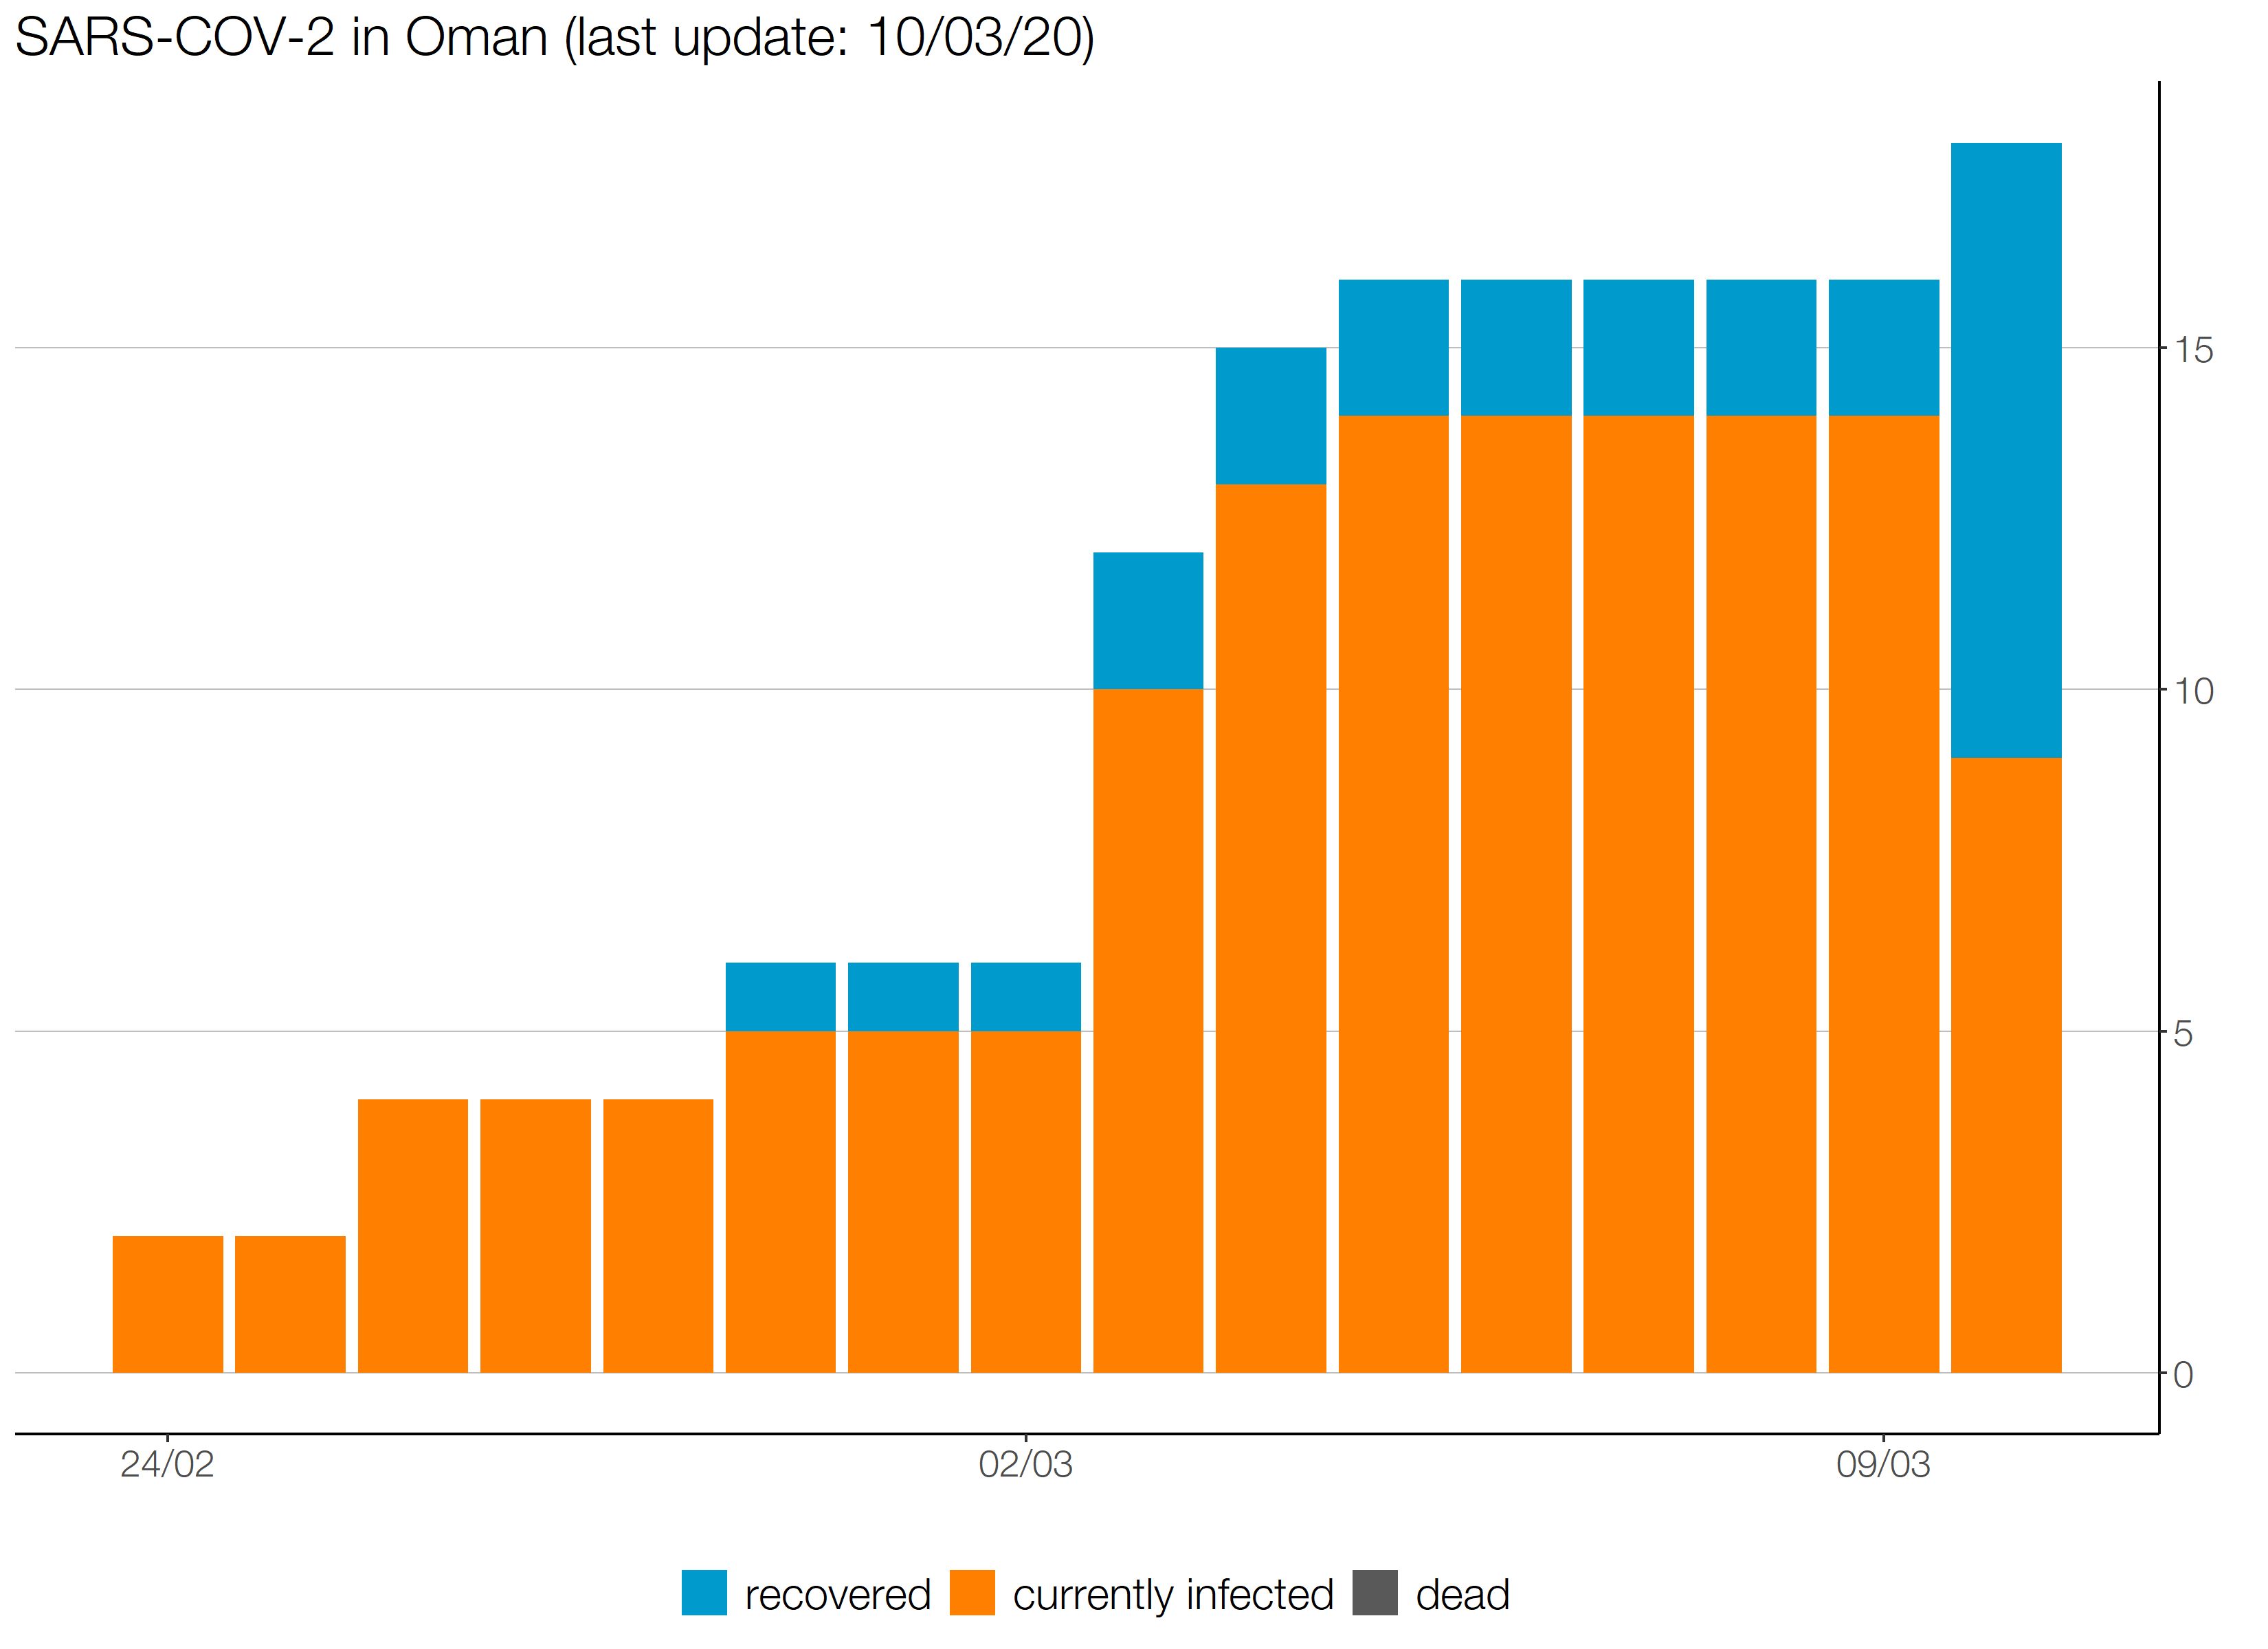 SARS-COV-2 in Oman (last update: 10/03/20)
15
10
5
0
24/02 02/03 09/03
recovered currently infected dead